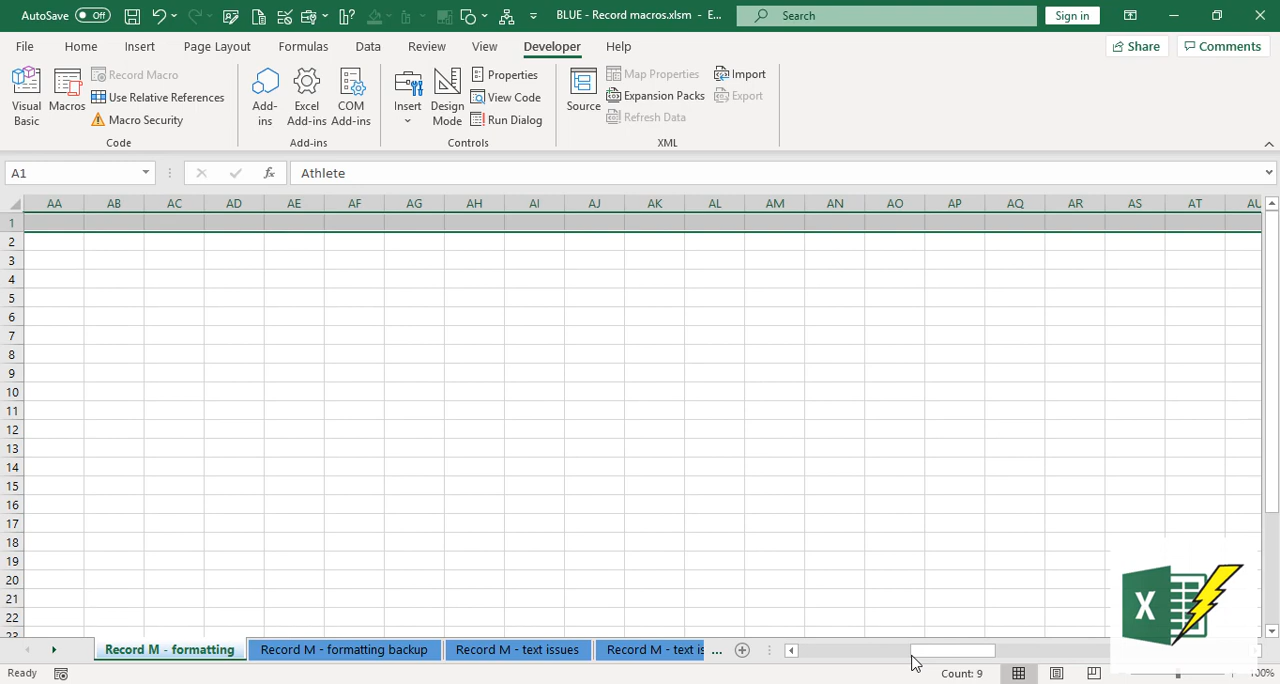 AutoSave Off BLUE - Record macros.xlsm - E... Search Sign in
File Home Insert Page Layout Formulas Data Review View Developer Help Share Comments
Visual Basic
Macros
Record Macro
Use Relative References
Macro Security
Code
Add-ins
Excel Add-ins
COM Add-ins
Add-ins
Insert
Design Mode
Properties
View Code
Run Dialog
Controls
Source
Map Properties
Expansion Packs
Refresh Data
Import
Export
XML
A1 fx Athlete
AA AB AC AD AE AF AG AH AI AJ AK AL AM AN AO AP AQ AR AS AT AU
1
2
3
4
5
6
7
8
9
10
11
12
13
14
15
16
17
18
19
20
21
22
23
Record M - formatting Record M - formatting backup Record M - text issues Record M - text is ...
Ready Count: 9 100%
X